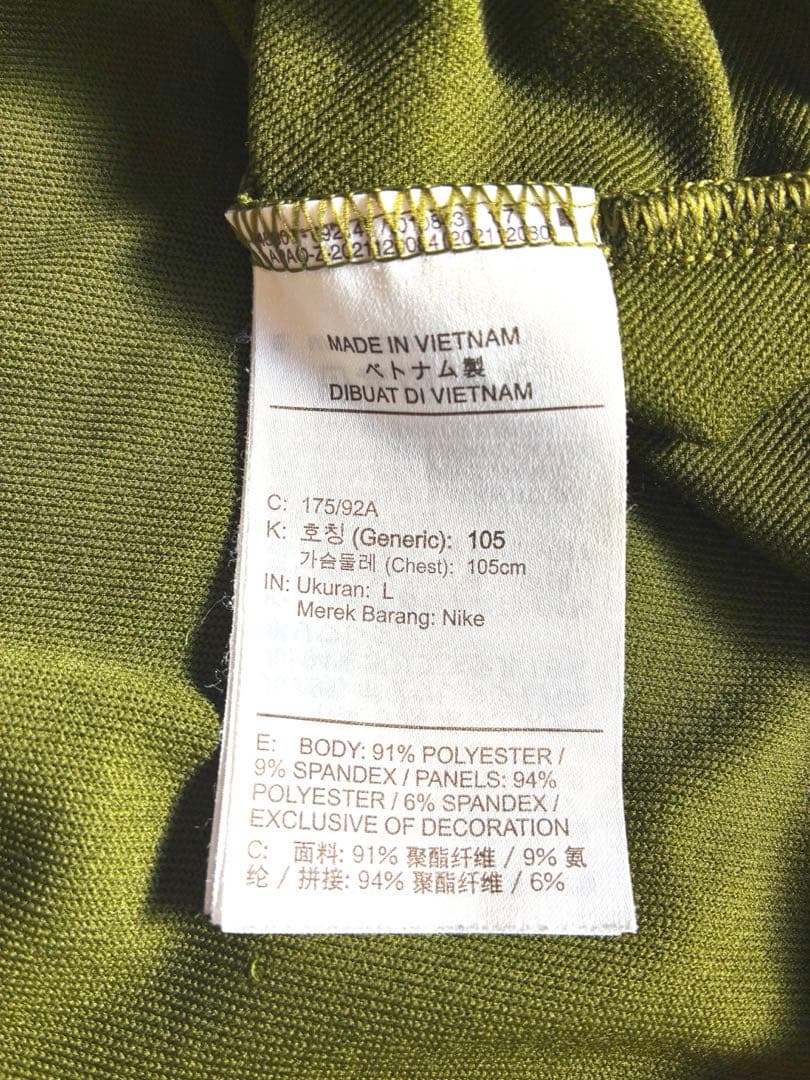 MADE IN VIETNAM
ベトナム製
DIBUAT DI VIETNAM
C: 175/92A
K: 호칭 (Generic): 105
가슴둘레 (Chest): 105cm
IN: Ukuran: L
Merek Barang: Nike
E: BODY: 91% POLYESTER /
9% SPANDEX / PANELS: 94%
POLYESTER / 6% SPANDEX /
EXCLUSIVE OF DECORATION
C: 面料: 91% 聚酯纤维 / 9% 氨
纶 / 拼接: 94% 聚酯纤维 / 6%